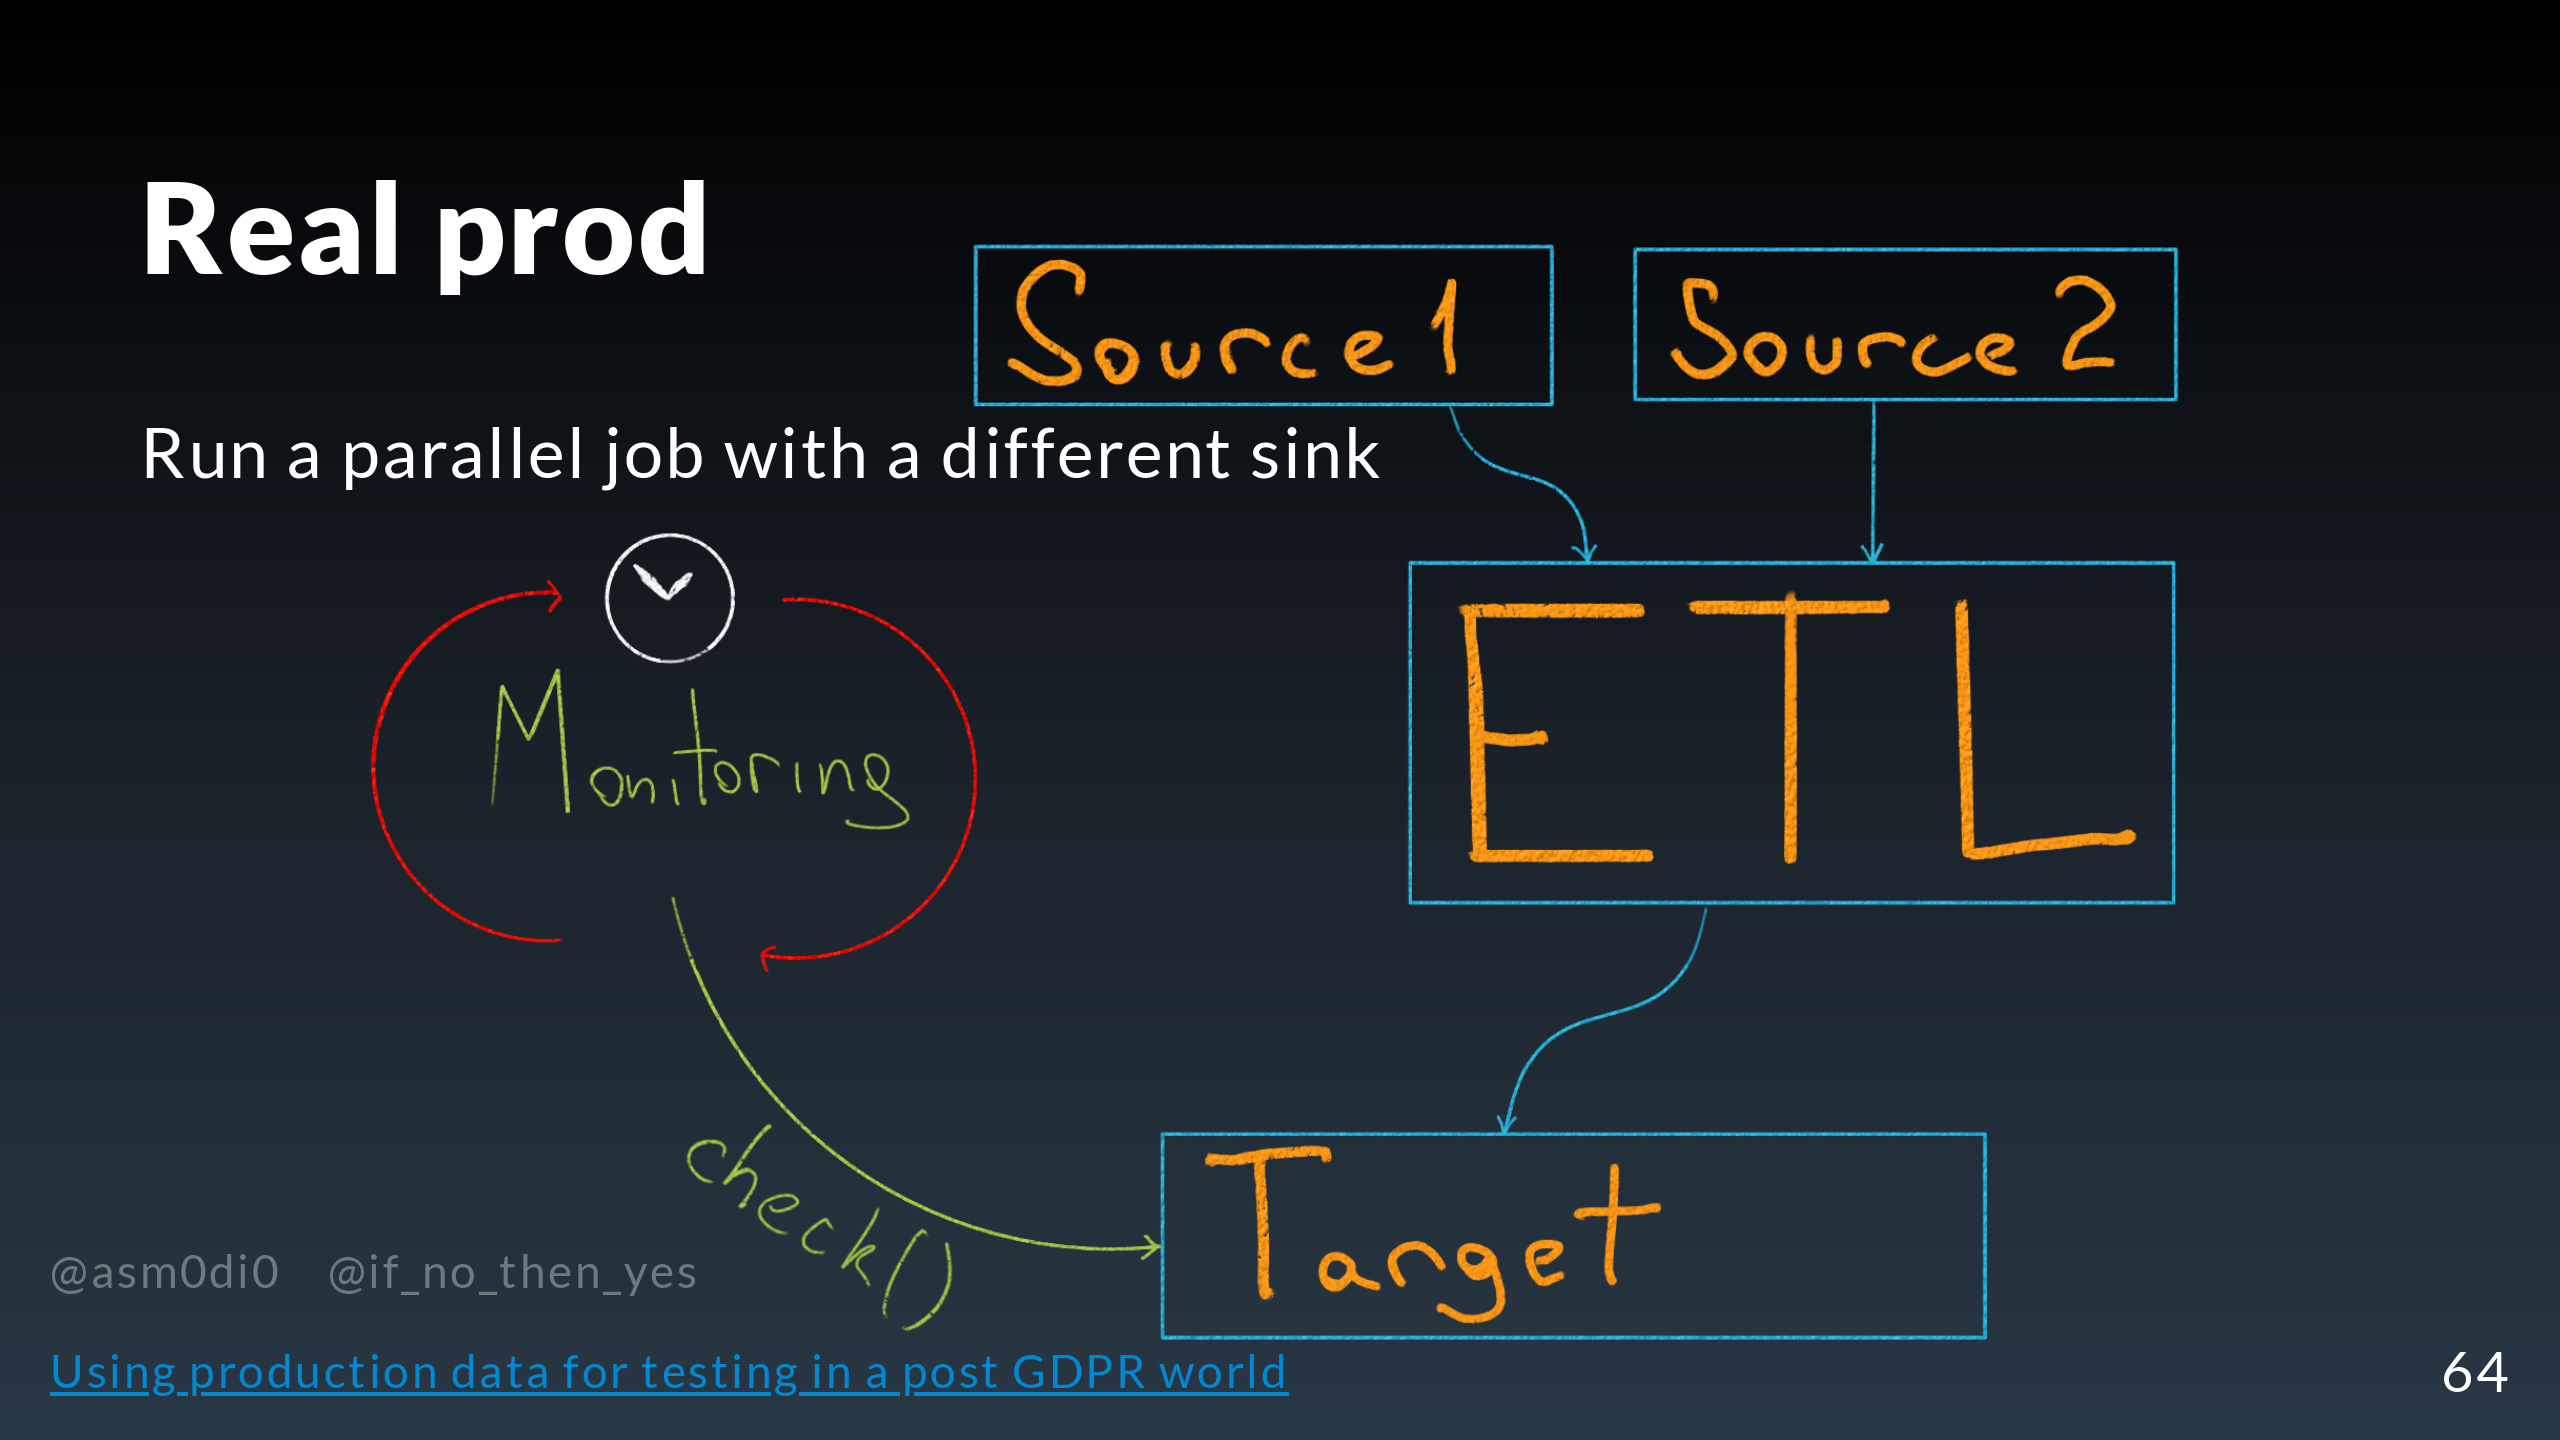 Real prod
Source 1
Source 2
Run a parallel job with a different sink
Monitoring
ETL
check()
Target
@asm0di0 @if_no_then_yes
Using production data for testing in a post GDPR world
64